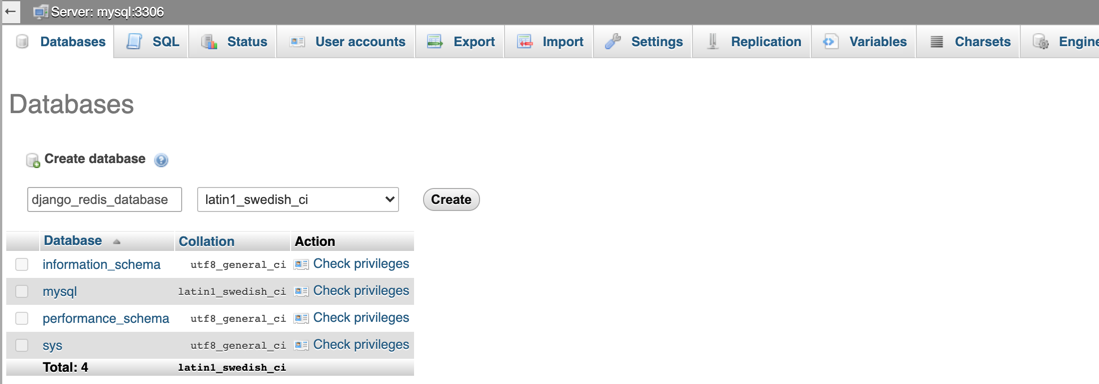 Server: mysql:3306
Databases SQL Status User accounts Export Import Settings Replication Variables Charsets Engine
Databases
Create database
django_redis_database latin1_swedish_ci Create
Database Collation Action
information_schema utf8_general_ci Check privileges
mysql latin1_swedish_ci Check privileges
performance_schema utf8_general_ci Check privileges
sys utf8_general_ci Check privileges
Total: 4 latin1_swedish_ci